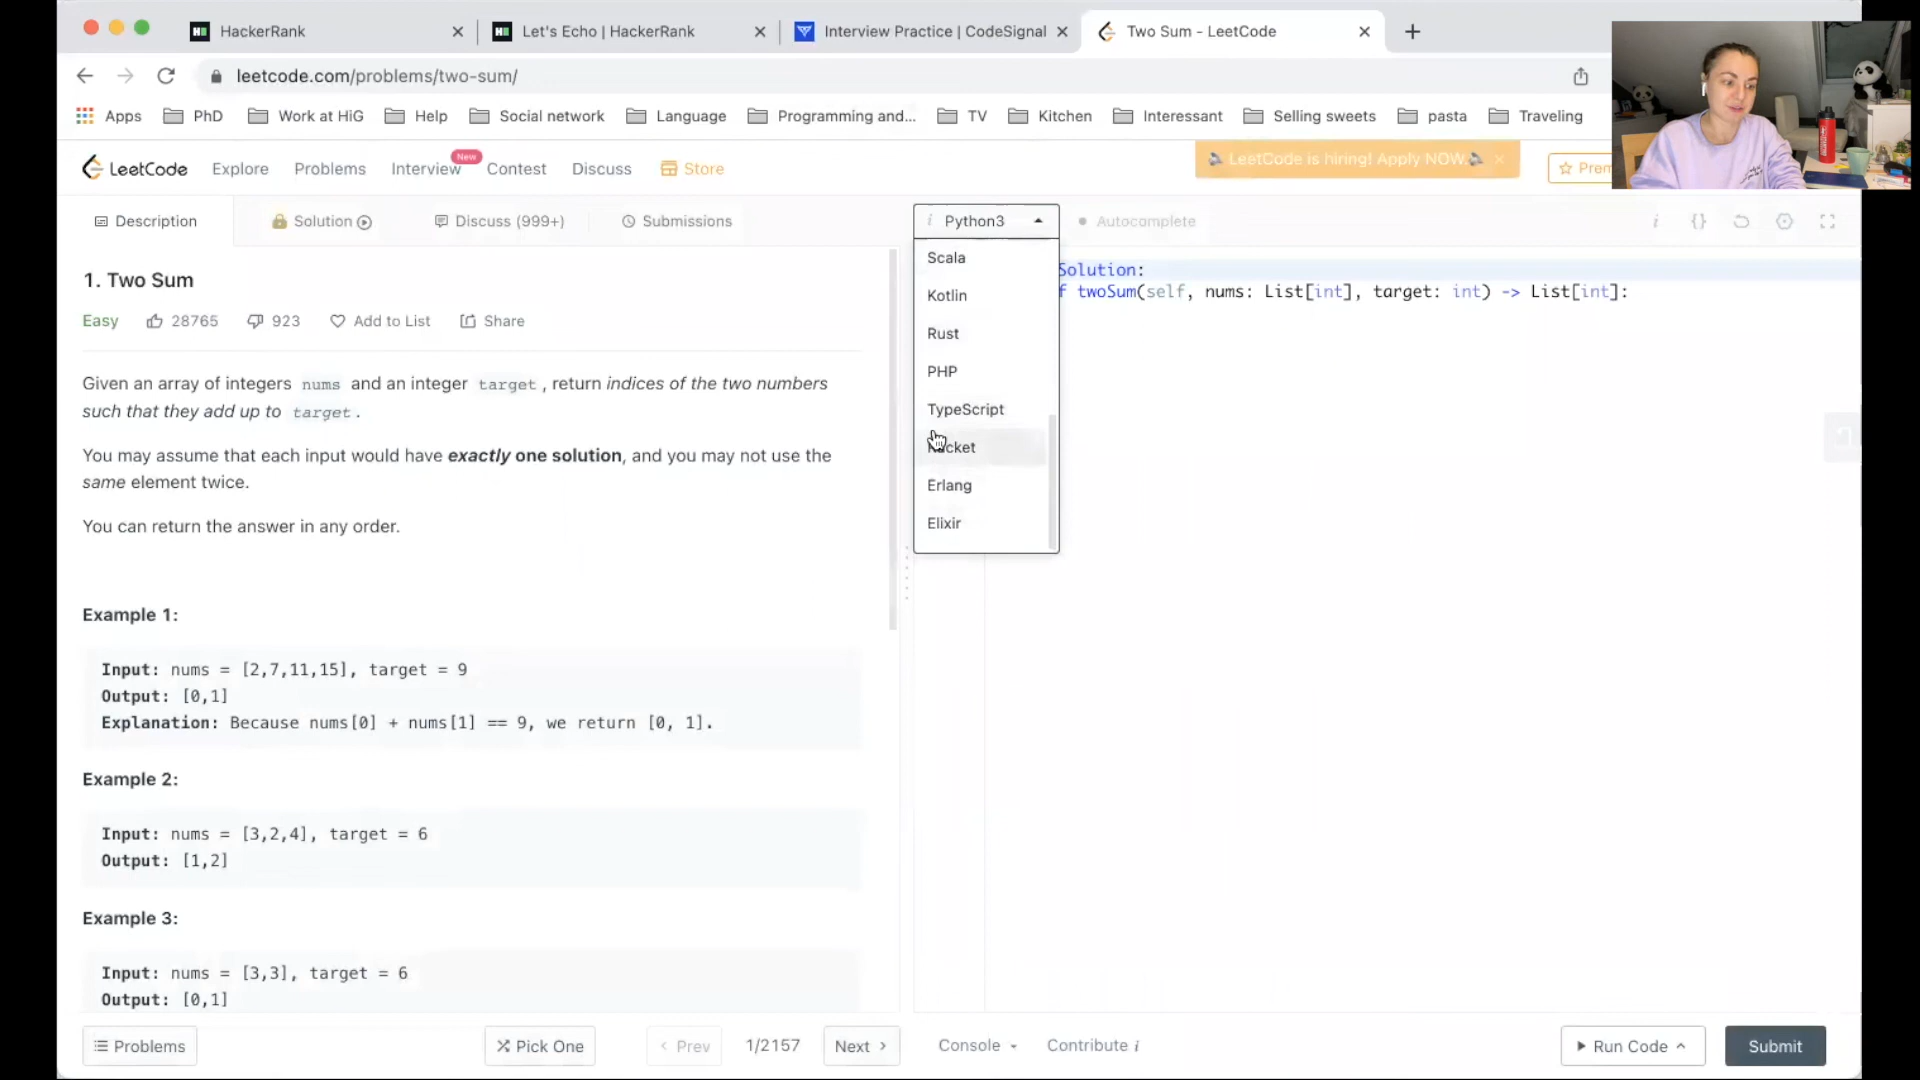 HackerRank
Let's Echo | HackerRank
Interview Practice | CodeSignal
Two Sum - LeetCode
leetcode.com/problems/two-sum/
Apps
PhD
Work at HiG
Help
Social network
Language
Programming and...
TV
Kitchen
Interessant
Selling sweets
pasta
Traveling
LeetCode
Explore
Problems
Interview
New
Contest
Discuss
Store
LeetCode is hiring! Apply NOW.
Description
Solution
Discuss (999+)
Submissions
i Python3
Autocomplete
i {}
1. Two Sum
Easy
28765
923
Add to List
Share
Given an array of integers nums and an integer target, return indices of the two numbers
such that they add up to target.
You may assume that each input would have exactly one solution, and you may not use the
same element twice.
You can return the answer in any order.
Example 1:
Input: nums = [2,7,11,15], target = 9
Output: [0,1]
Explanation: Because nums[0] + nums[1] == 9, we return [0, 1].
Example 2:
Input: nums = [3,2,4], target = 6
Output: [1,2]
Example 3:
Input: nums = [3,3], target = 6
Output: [0,1]
Scala
Kotlin
Rust
PHP
TypeScript
Erlang
Elixir
Solution:
f twoSum(self, nums: List[int], target: int) -> List[int]:
Problems
Pick One
Prev
1/2157
Next
Console
Contribute i
Run Code
Submit